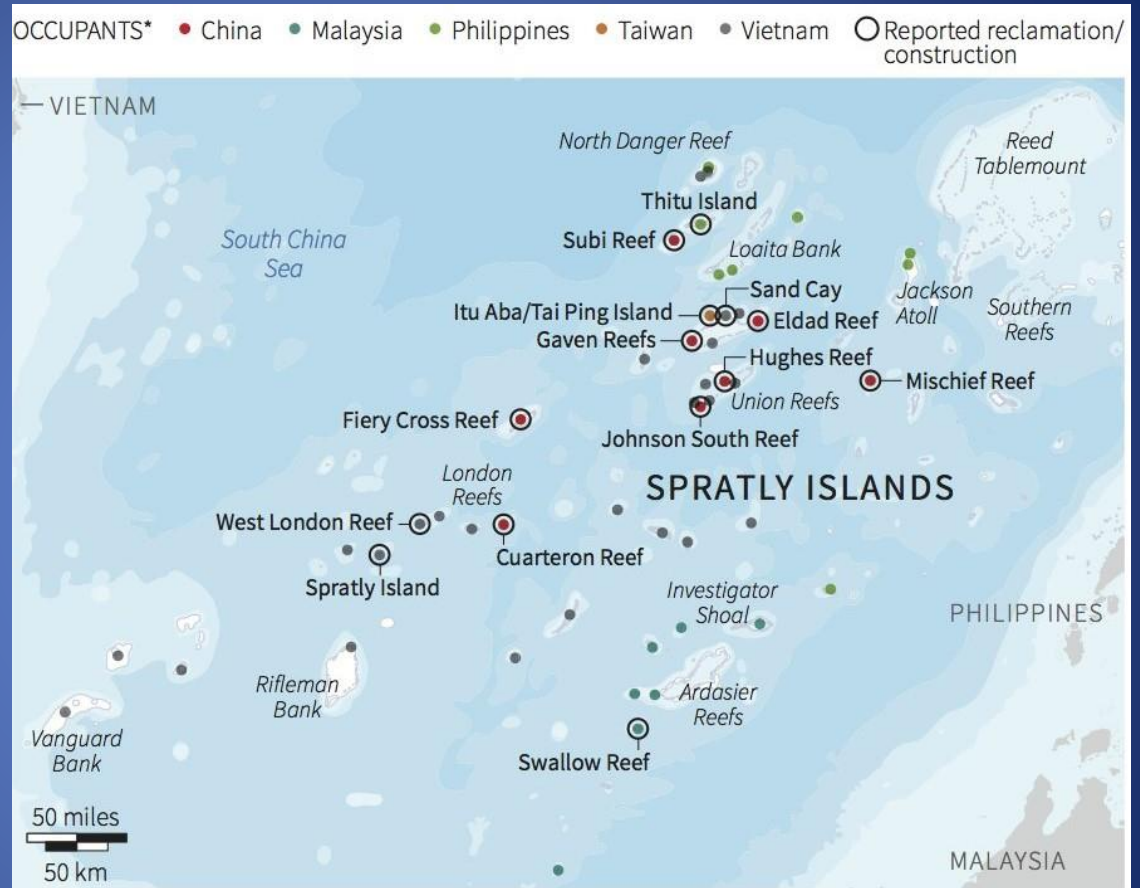 OCCUPANTS* China Malaysia Philippines Taiwan Vietnam Reported reclamation/
construction
VIETNAM
North Danger Reef
Reed
Tablemount
Thitu Island
South China
Sea
Subi Reef
Loaita Bank
Sand Cay
Jackson
Atoll
Itu Aba/Tai Ping Island
Eldad Reef
Southern
Reefs
Gaven Reefs
Hughes Reef
Mischief Reef
Union Reefs
Fiery Cross Reef
Johnson South Reef
London
Reefs
SPRATLY ISLANDS
West London Reef
Cuarteron Reef
Spratly Island
Investigator
Shoal
PHILIPPINES
Rifleman
Bank
Ardasier
Reefs
Vanguard
Bank
Swallow Reef
50 miles
50 km
MALAYSIA